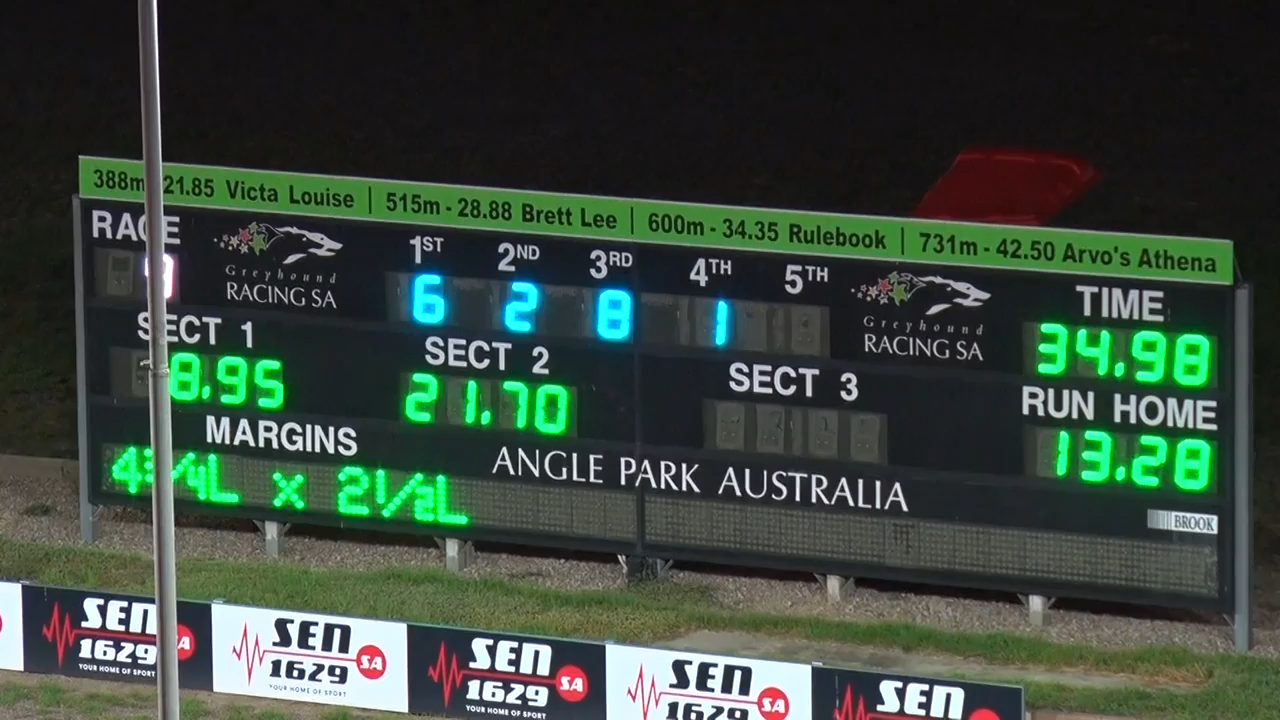 388m 21.85 Victa Louise | 515m - 28.88 Brett Lee | 600m - 34.35 Rulebook | 731m - 42.50 Arvo's Athena
RACE
Greyhound
RACING SA
1ST 2ND 3RD 4TH 5TH
6 2 8 1
Greyhound
RACING SA
TIME
34.98
SECT 1
8.95
SECT 2
21.70
SECT 3
RUN HOME
13.28
MARGINS
4¾L x 2½L
ANGLE PARK AUSTRALIA
BROOK
SEN
1629
SA
YOUR HOME OF SPORT
SEN
1629
SA
YOUR HOME OF SPORT
SEN
1629
SA
YOUR HOME OF SPORT
SEN
1629
SA
SEN